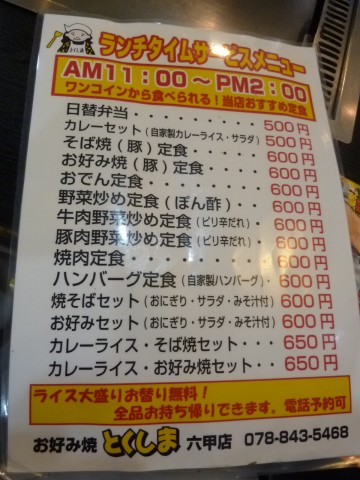 とくしま
ランチタイムサービスメニュー
AM11:00～PM2:00
ワンコインから食べられる！当店おすすめ定食
日替弁当・・・・・・・・・500円
カレーセット（自家製カレーライス・サラダ）・500円
そば焼（豚）定食・・・・・600円
お好み焼（豚）定食・・・・600円
おでん定食・・・・・・・・600円
野菜炒め定食（ぽん酢）・・600円
牛肉野菜炒め定食（ピリ辛だれ）・600円
豚肉野菜炒め定食（ピリ辛だれ）・600円
焼肉定食・・・・・・・・・600円
ハンバーグ定食（自家製ハンバーグ）・600円
焼そばセット（おにぎり・サラダ・みそ汁付）600円
お好みセット（おにぎり・サラダ・みそ汁付）600円
カレーライス・そば焼セット・・・650円
カレーライス・お好み焼セット・・650円
ライス大盛りお替り無料！
全品お持ち帰りできます。電話予約可
お好み焼 とくしま 六甲店 078-843-5468